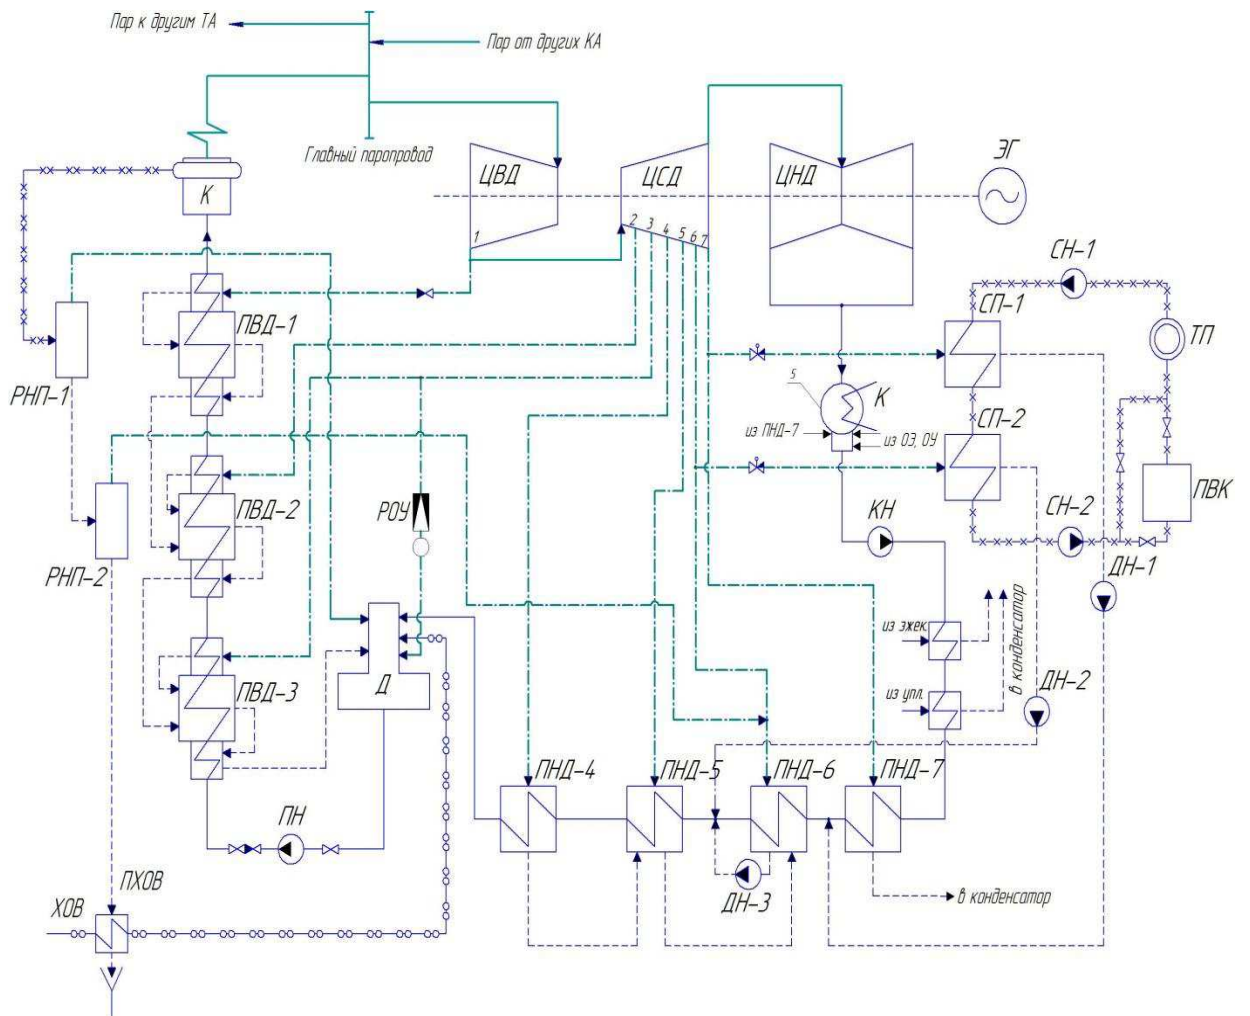 Пар к другим ТА
Пар от других КА
Главный паропровод
ЦВД
ЦСД
ЦНД
ЭГ
К
1
2
3
4
5
6
7
СН-1
СП-1
ТП
ПВД-1
РНП-1
s
К
из ПНД-7
из ОЭ, ОУ
СП-2
ПВК
ПВД-2
РОУ
КН
СН-2
РНП-2
ДН-1
из эжек.
в конденсатор
ПВД-3
Д
из упл.
ДН-2
ПНД-4
ПНД-5
ПНД-6
ПНД-7
ПН
ДН-3
в конденсатор
ПХОВ
ХОВ